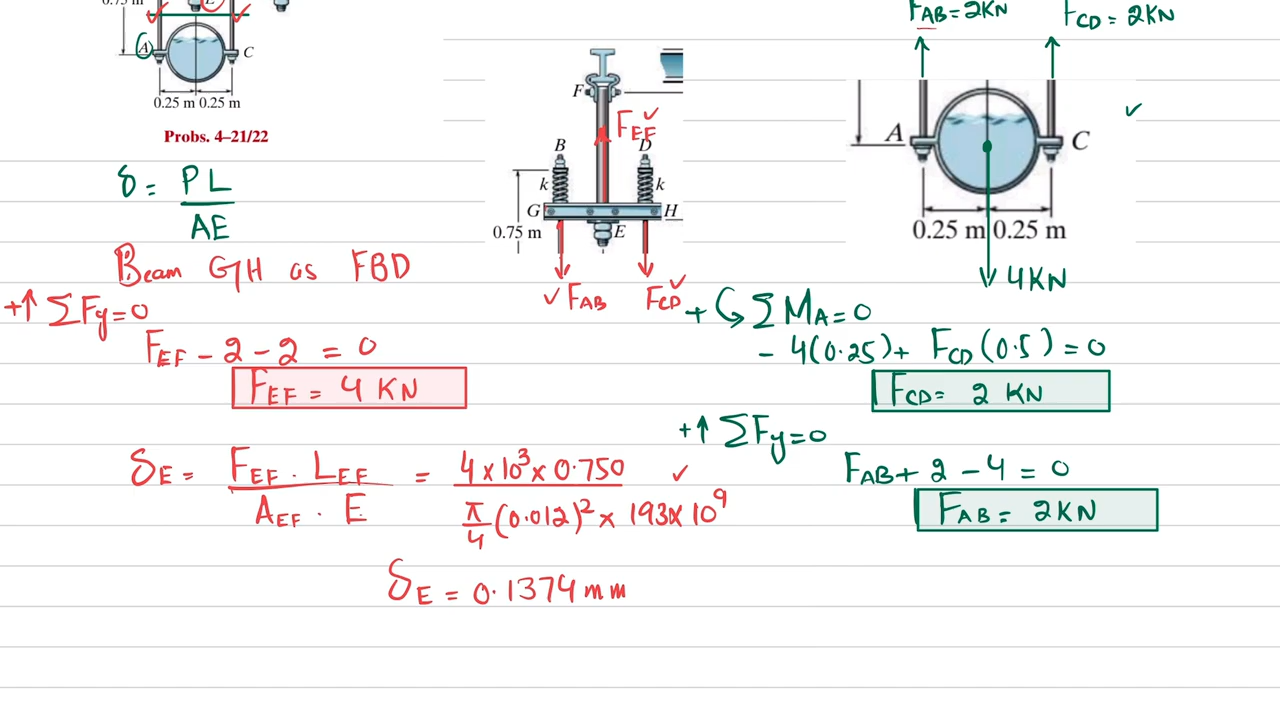 0.75 m
E
A
C
0.25 m 0.25 m
Probs. 4–21/22
δ = PL / AE
Beam GH as FBD
+↑ ΣFy = 0
FEF - 2 - 2 = 0
FEF = 4 KN
δE = FEF · LEF / AEF · E = 4 x 10³ x 0.750 / π/4 (0.012)² x 193 x 10⁹ ✓
δE = 0.1374 mm
F
FEF ✓
B
D
k
k
G
H
0.75 m
E
✓ FAB
FCD ✓
FAB = 2KN
FCD = 2KN
✓
A
C
0.25 m 0.25 m
4KN
+ ↺ ΣMA = 0
- 4(0.25) + FCD (0.5) = 0
FCD = 2 KN
+↑ ΣFy = 0
FAB + 2 - 4 = 0
FAB = 2KN